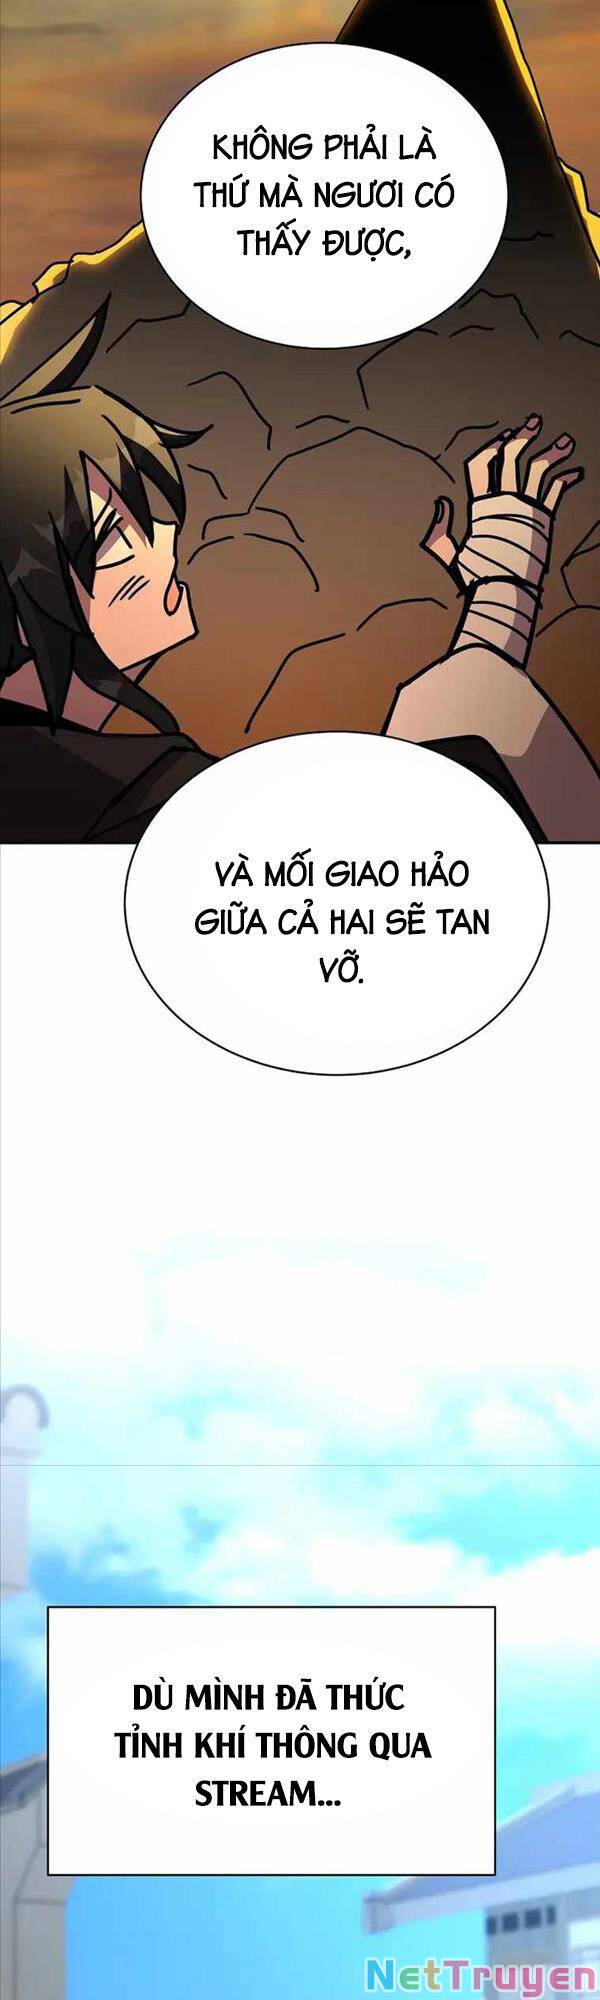 KHÔNG PHẢI LÀ
THỨ MÀ NGƯƠI CÓ
THẤY ĐƯỢC,
VÀ MỐI GIAO HẢO
GIỮA CẢ HAI SẼ TAN
VỠ.
DÙ MÌNH ĐÃ THỨC
TỈNH KHÍ THÔNG QUA
STREAM...
NetTruyen